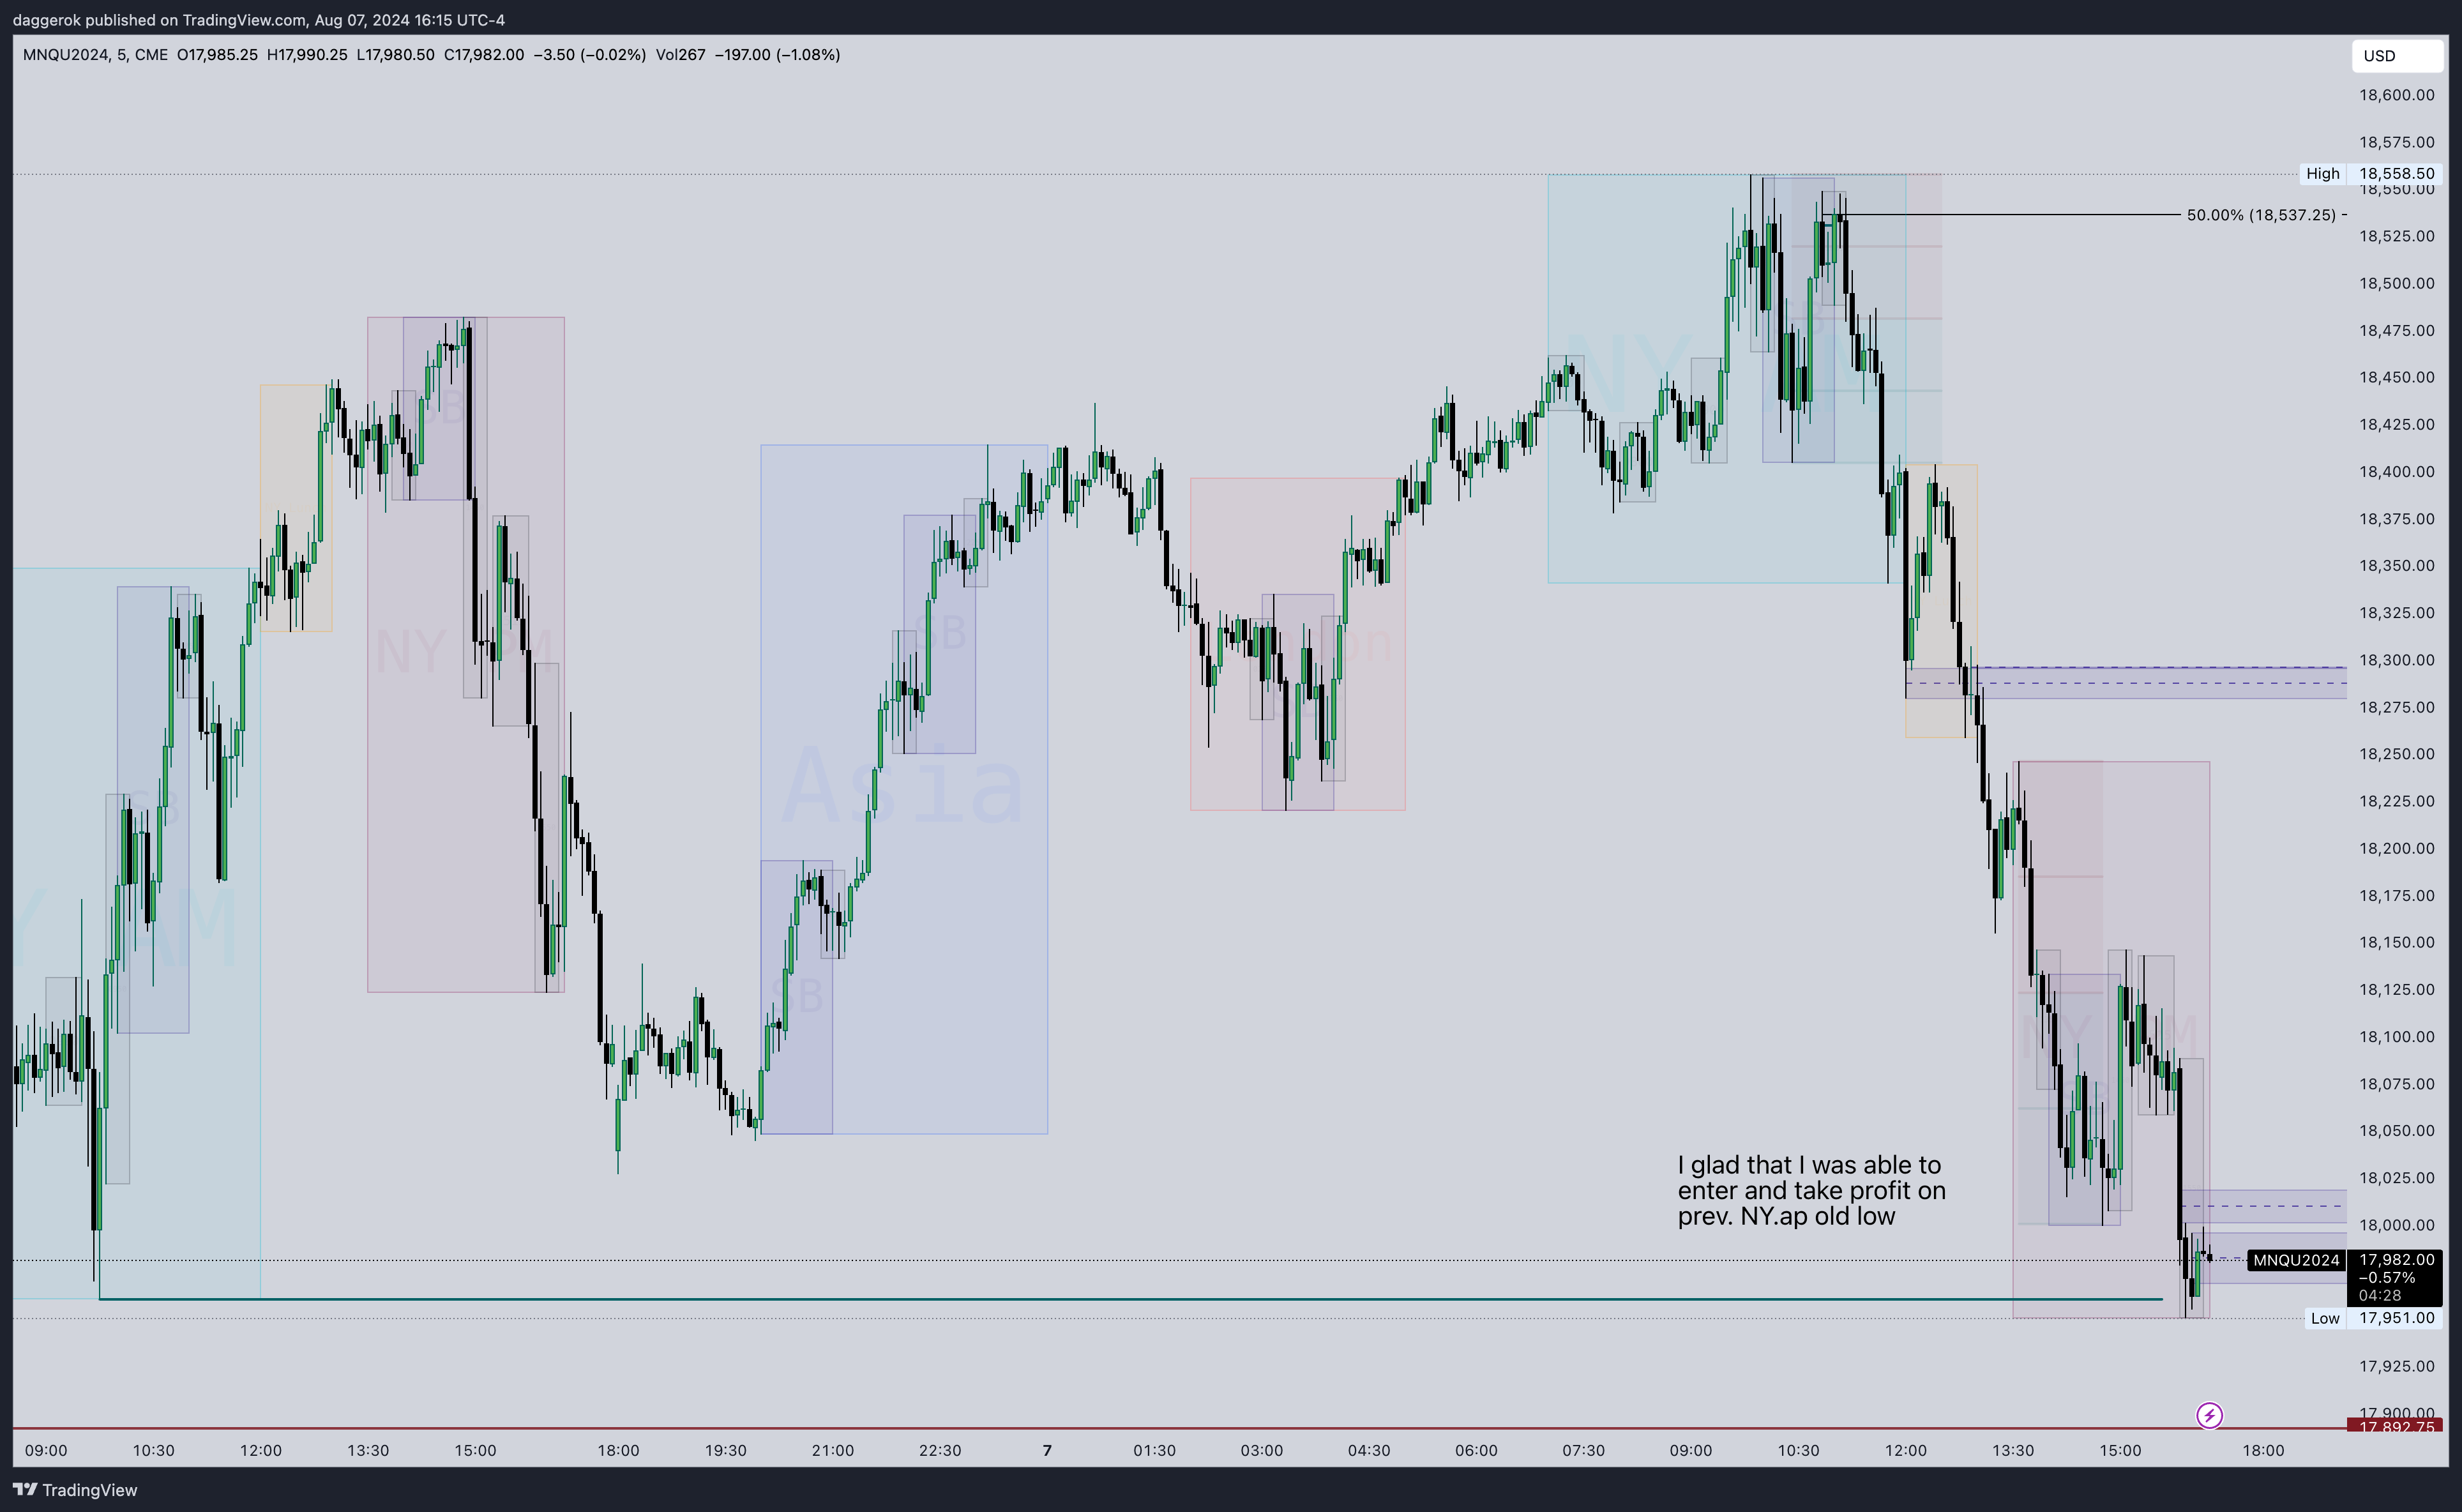 daggerok published on TradingView.com, Aug 07, 2024 16:15 UTC-4
MNQU2024, 5, CME O17,985.25 H17,990.25 L17,980.50 C17,982.00 −3.50 (−0.02%) Vol267 −197.00 (−1.08%)
USD
18,600.00
18,575.00
High 18,558.50
18,550.00
50.00% (18,537.25)
18,525.00
18,500.00
18,475.00
18,450.00
18,425.00
18,400.00
18,375.00
18,350.00
18,325.00
18,300.00
18,275.00
18,250.00
18,225.00
18,200.00
18,175.00
18,150.00
18,125.00
18,100.00
18,075.00
18,050.00
18,025.00
18,000.00
MNQU2024 17,982.00
−0.57%
04:28
Low 17,951.00
17,925.00
17,900.00
17,892.75
NY AM
SB
SB
NY PM
Asia
SB
SB
NY
SB
NY PM
SB
I glad that I was able to
enter and take profit on
prev. NY.ap old low
09:00 10:30 12:00 13:30 15:00 18:00 19:30 21:00 22:30 7 01:30 03:00 04:30 06:00 07:30 09:00 10:30 12:00 13:30 15:00 18:00
TradingView